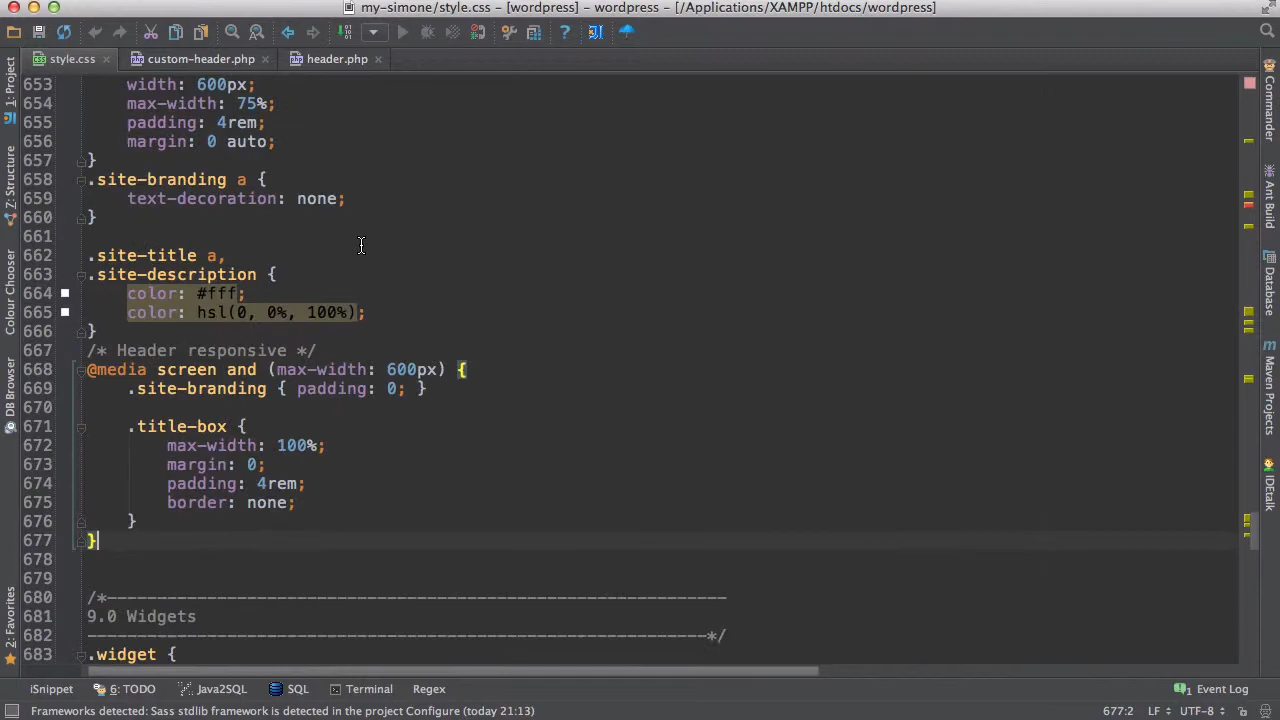 my-simone/style.css - [wordpress] - wordpress - [/Applications/XAMPP/htdocs/wordpress]
style.css
custom-header.php
header.php
1: Project
Z: Structure
Colour Chooser
DB Browser
2: Favorites
653 width: 600px;
654 max-width: 75%;
655 padding: 4rem;
656 margin: 0 auto;
657 }
658 .site-branding a {
659 text-decoration: none;
660 }
661
662 .site-title a,
663 .site-description {
664 color: #fff;
665 color: hsl(0, 0%, 100%);
666 }
667 /* Header responsive */
668 @media screen and (max-width: 600px) {
669 .site-branding { padding: 0; }
670
671 .title-box {
672 max-width: 100%;
673 margin: 0;
674 padding: 4rem;
675 border: none;
676 }
677 }
678
679
680 /*--------------------------------------------------------------
681 9.0 Widgets
682 --------------------------------------------------------------*/
683 .widget {
Commander
Ant Build
Database
Maven Projects
IDEtalk
iSnippet
6: TODO
Java2SQL
SQL
Terminal
Regex
1 Event Log
Frameworks detected: Sass stdlib framework is detected in the project Configure (today 21:13)
677:2
LF
UTF-8